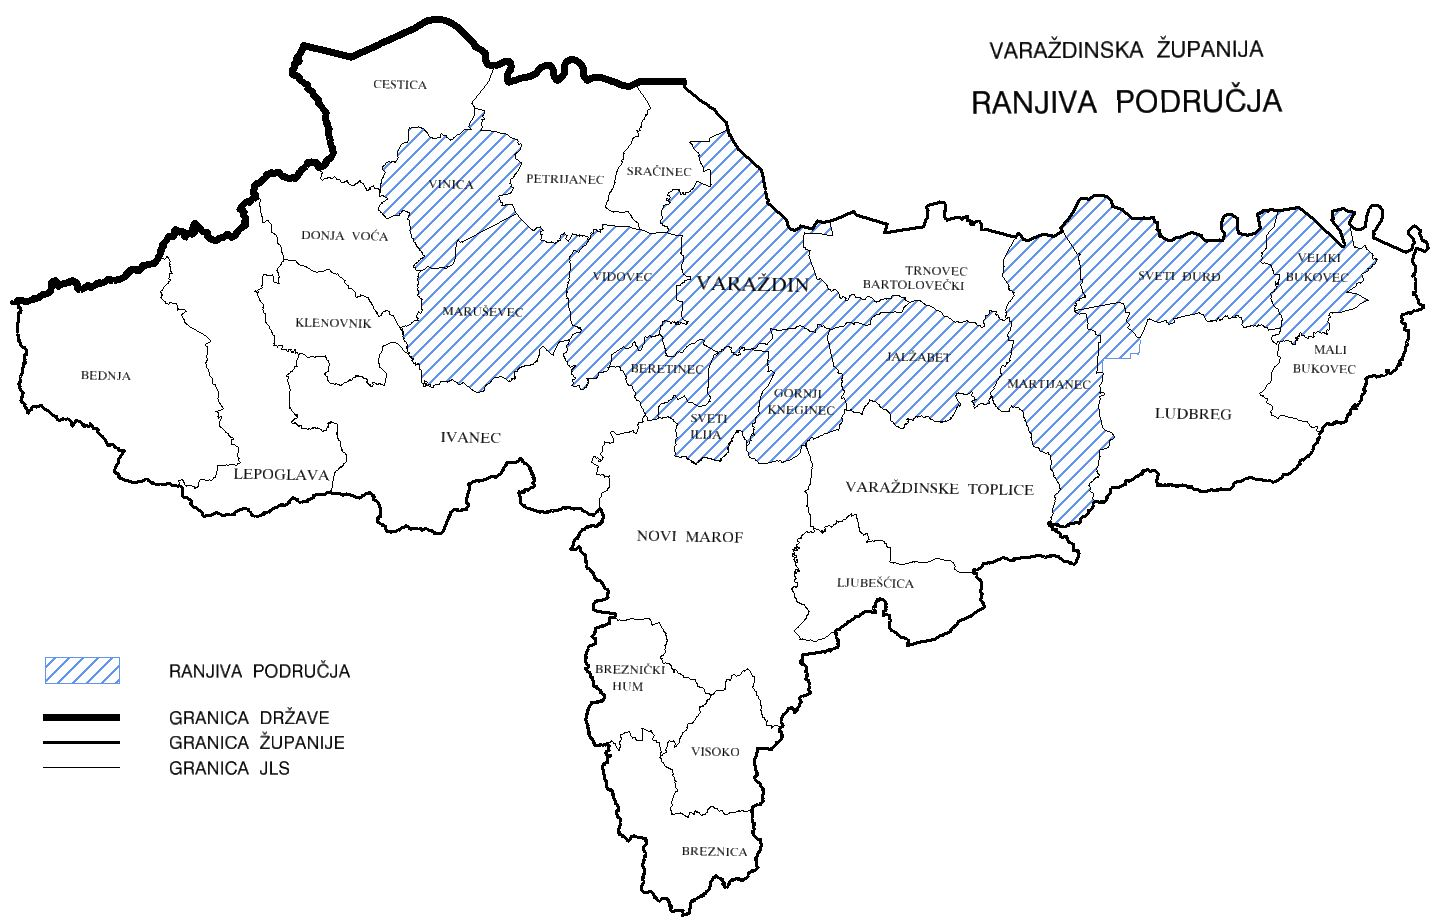 VARAŽDINSKA ŽUPANIJA
RANJIVA PODRUČJA
CESTICA
VINICA
PETRIJANEC
SRAČINEC
DONJA VOĆA
VIDOVEC
VARAŽDIN
TRNOVEC
BARTOLOVEČKI
SVETI ĐURĐ
VELIKI
BUKOVEC
KLENOVNIK
MARUŠEVEC
BEDNJA
BERETINEC
JALŽABET
MARTIJANEC
MALI
BUKOVEC
GORNJI
KNEGINEC
SVETI
ILIJA
LUDBREG
IVANEC
LEPOGLAVA
VARAŽDINSKE TOPLICE
NOVI MAROF
LJUBEŠĆICA
BREZNIČKI
HUM
VISOKO
BREZNICA
RANJIVA PODRUČJA
GRANICA DRŽAVE
GRANICA ŽUPANIJE
GRANICA JLS